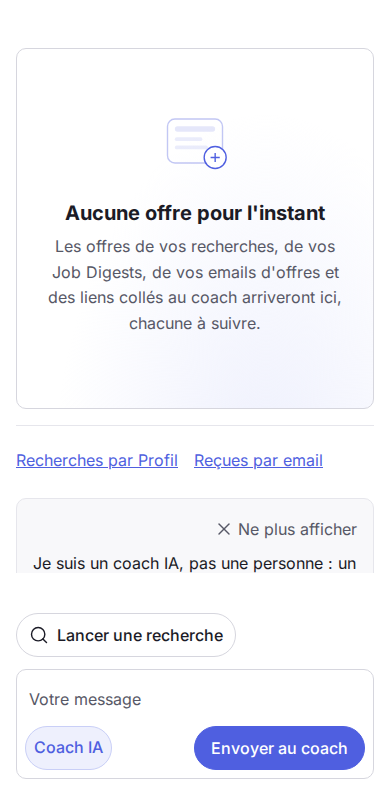 Aucune offre pour l'instant
Les offres de vos recherches, de vos
Job Digests, de vos emails d'offres et
des liens collés au coach arriveront ici,
chacune à suivre.
Recherches par Profil Reçues par email
Ne plus afficher
Je suis un coach IA, pas une personne : un
Lancer une recherche
Votre message
Coach IA Envoyer au coach